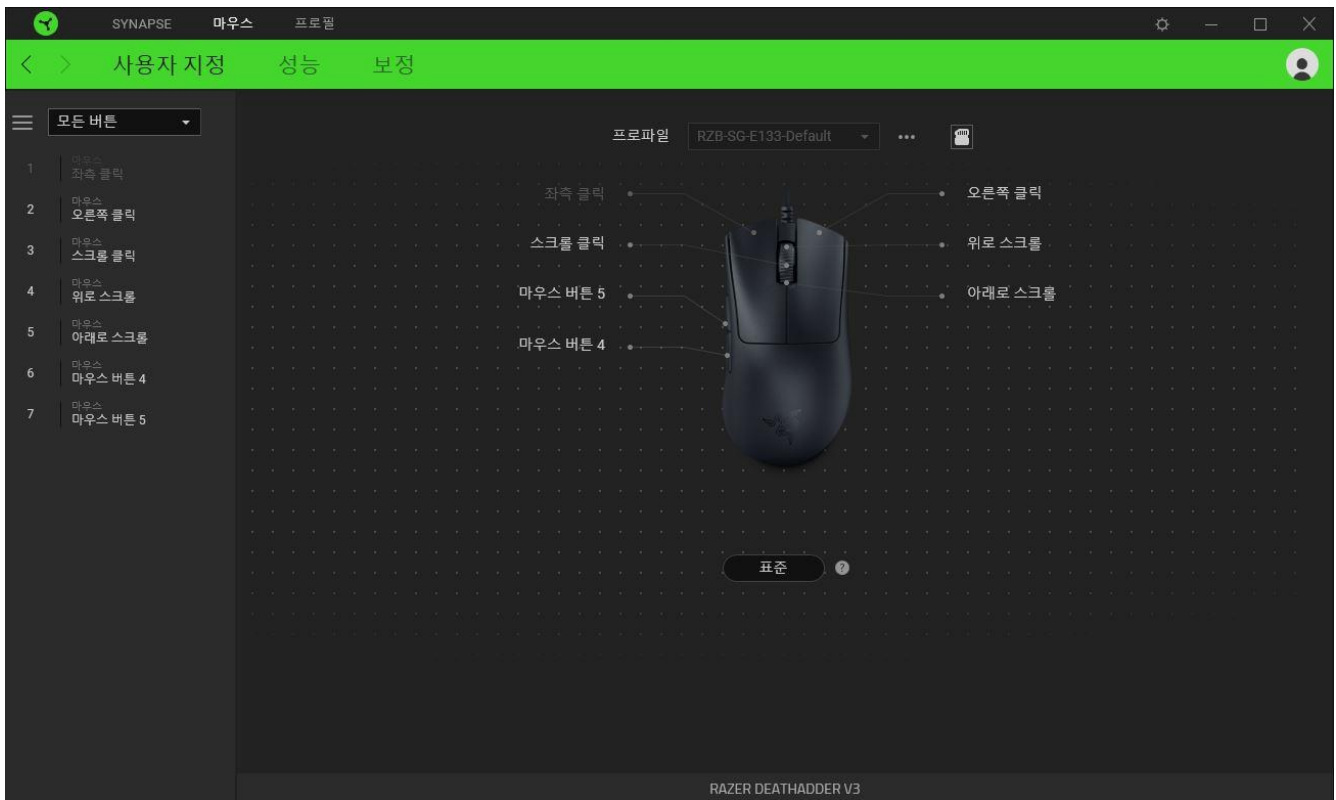 SYNAPSE 마우스 프로필
사용자 지정 성능 보정
모든 버튼
프로파일 RZB-SG-E133-Default
1 마우스
좌측 클릭
2 마우스
오른쪽 클릭
3 마우스
스크롤 클릭
4 마우스
위로 스크롤
5 마우스
아래로 스크롤
6 마우스
마우스 버튼 4
7 마우스
마우스 버튼 5
좌측 클릭
스크롤 클릭
마우스 버튼 5
마우스 버튼 4
오른쪽 클릭
위로 스크롤
아래로 스크롤
표준 ?
RAZER DEATHADDER V3